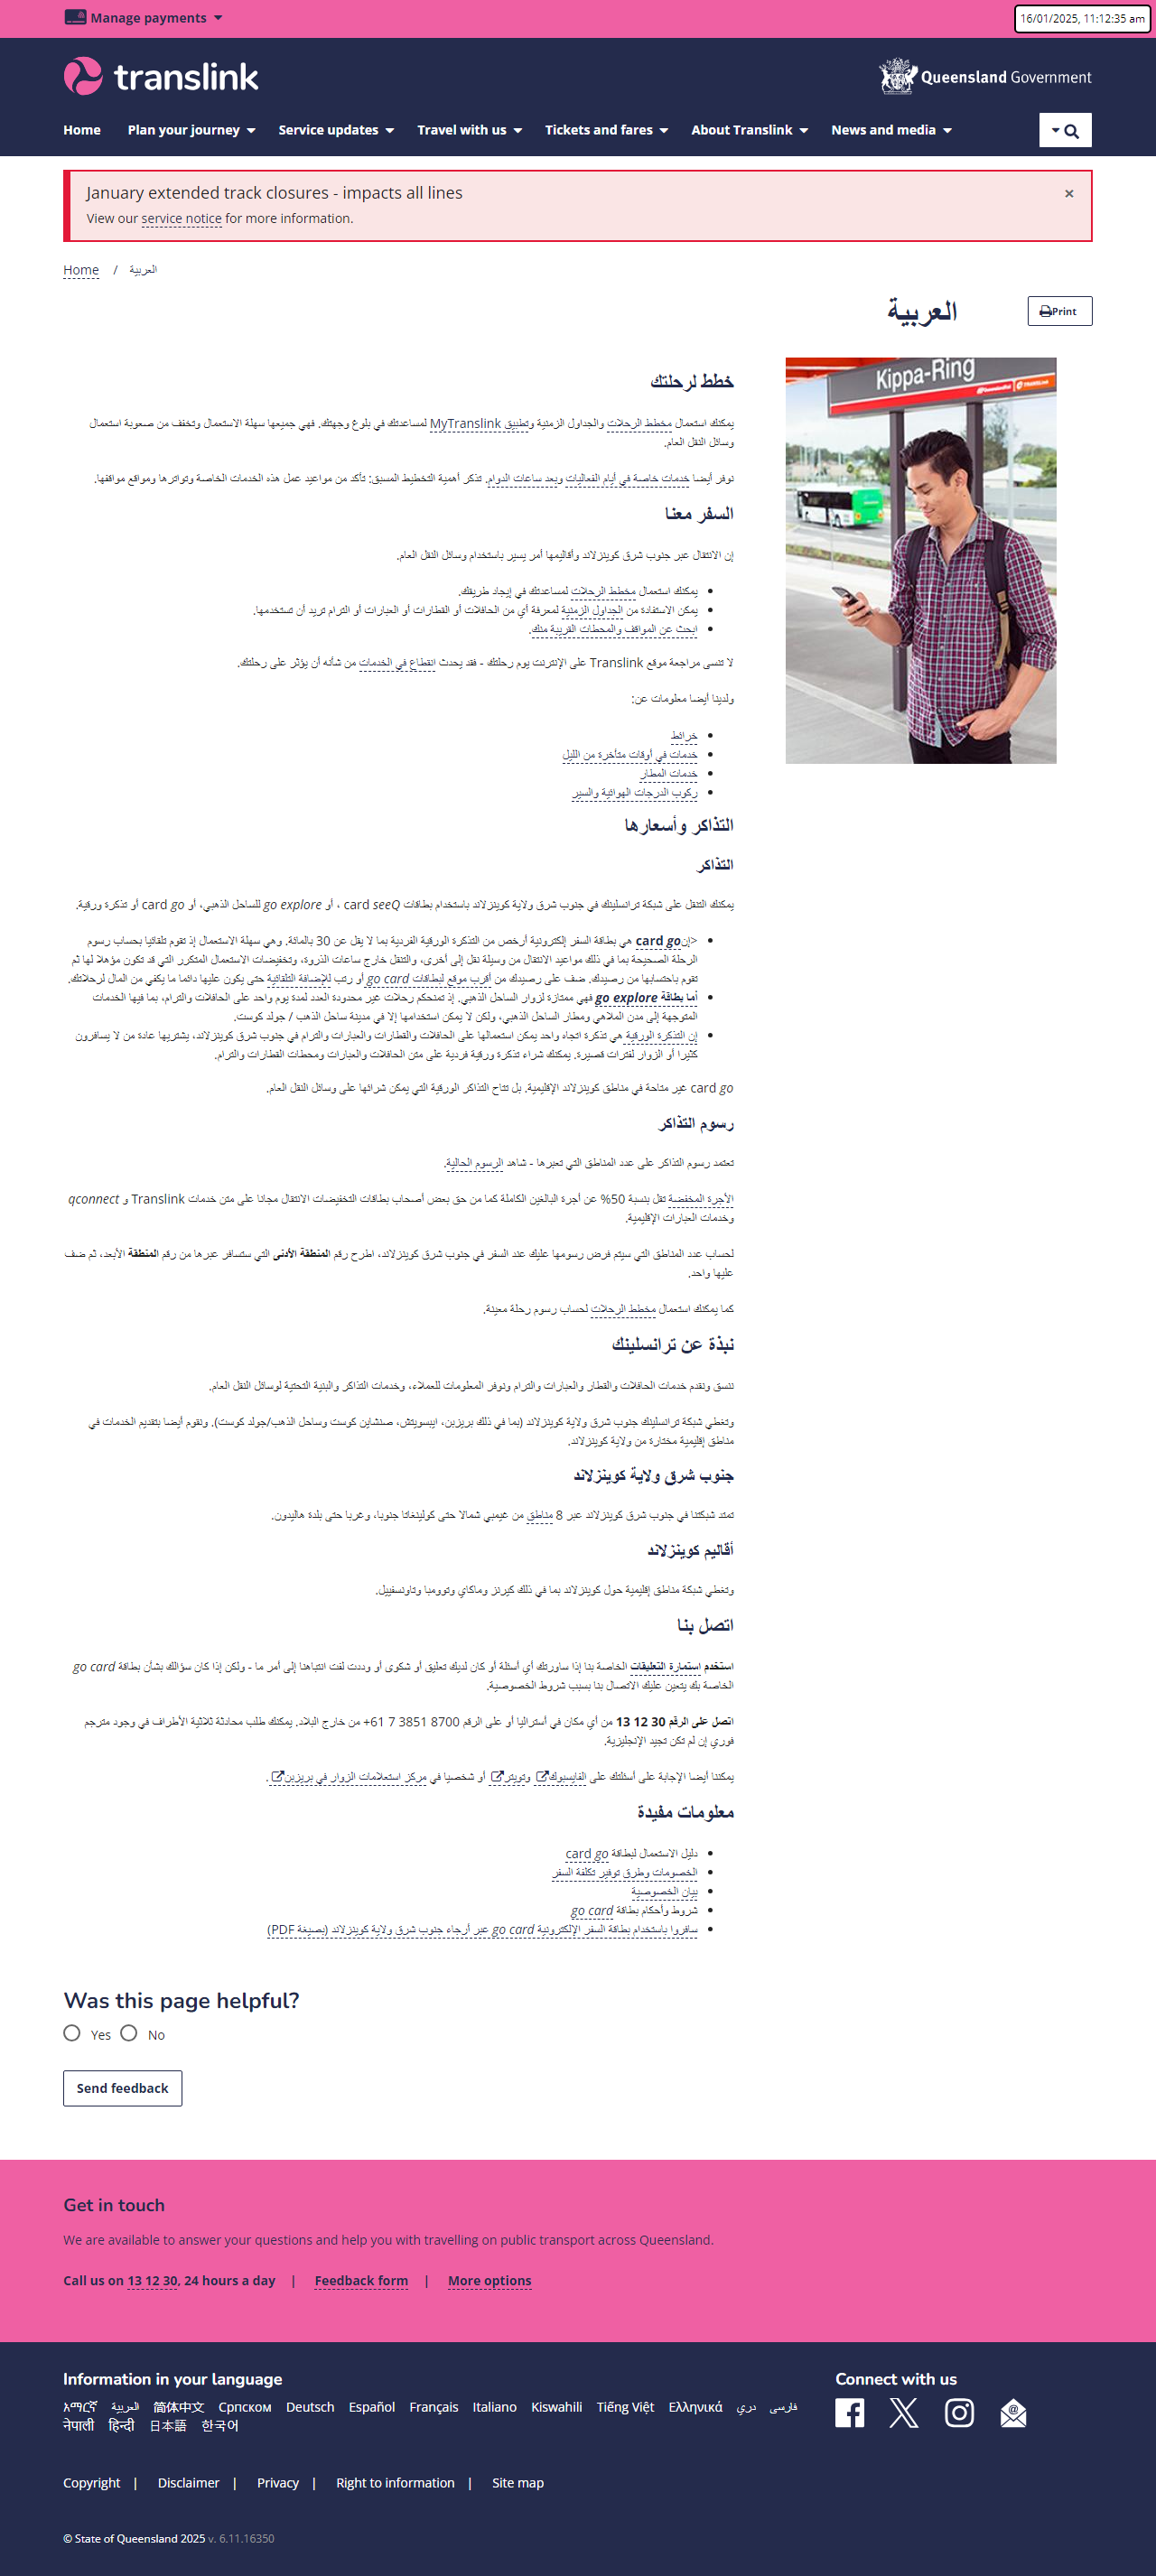 Manage payments
16/01/2025, 11:12:35 am
translink
Queensland Government
Home Plan your journey Service updates Travel with us Tickets and fares About Translink News and media
January extended track closures - impacts all lines
×
View our service notice for more information.
Home / العربية
العربية
Print
Kippa-Ring
خطط لرحلتك
يمكنك استعمال مخطط الرحلات والجداول الزمنية وتطبيق MyTranslink لمساعدتك في بلوغ وجهتك. فهي جميعها سهلة الاستعمال وتخفف من صعوبة استعمال
وسائل النقل العام.
نوفر أيضا خدمات خاصة في أيام الفعاليات وبعد ساعات الدوام. تذكر أهمية التخطيط المسبق: تأكد من مواعيد عمل هذه الخدمات الخاصة وتواترها ومواقع مواقفها.
السفر معنا
إن الانتقال عبر جنوب شرق كوينزلاند وأقاليمها أمر يسير باستخدام وسائل النقل العام.
يمكنك استعمال مخطط الرحلات لمساعدتك في إيجاد طريقك.
يمكن الاستفادة من الجداول الزمنية لمعرفة أي من الحافلات أو القطارات أو العبارات أو الترام تريد أن تستخدمها.
ابحث عن المواقف والمحطات القريبة منك.
لا تنسى مراجعة موقع Translink على الإنترنت يوم رحلتك - فقد يحدث انقطاع في الخدمات من شأنه أن يؤثر على رحلتك.
ولدينا أيضا معلومات عن:
خرائط
خدمات في أوقات متأخرة من الليل
خدمات المطار
ركوب الدرجات الهوائية والسير
التذاكر وأسعارها
التذاكر
يمكنك التنقل على شبكة ترانسلينك في جنوب شرق ولاية كوينزلاند باستخدام بطاقات card seeQ ، أو go explore للساحل الذهبي، أو card go أو تذكرة ورقية.
<إن card go هي بطاقة السفر إلكترونية أرخص من التذكرة الورقية الفردية بما لا يقل عن 30 بالمائة. وهي سهلة الاستعمال إذ تقوم تلقائيا بحساب رسوم
الرحلة الصحيحة بما في ذلك مواعيد الانتقال من وسيلة نقل إلى أخرى، والتنقل خارج ساعات الذروة، وتخفيضات الاستعمال المتكرر التي قد تكون مؤهلا لها ثم
تقوم باحتسابها من رصيدك. ضف على رصيدك من أقرب موقع لبطاقات go card أو رتب للإضافة التلقائية حتى يكون عليها دائما ما يكفي من المال لرحلاتك.
أما بطاقة go explore فهي ممتازة لزوار الساحل الذهبي. إذ تمنحكم رحلات غير محدودة العدد لمدة يوم واحد على الحافلات والترام، بما فيها الخدمات
المتوجهة إلى مدن الملاهي ومطار الساحل الذهبي، ولكن لا يمكن استخدامها إلا في مدينة ساحل الذهب / جولد كوست.
إن التذكرة الورقية هي تذكرة اتجاه واحد يمكن استعمالها على الحافلات والقطارات والعبارات والترام في جنوب شرق كوينزلاند، يشتريها عادة من لا يسافرون
كثيرا أو الزوار لفترات قصيرة. يمكنك شراء تذكرة ورقية فردية على متن الحافلات والعبارات ومحطات القطارات والترام.
card go غير متاحة في مناطق كوينزلاند الإقليمية. بل تتاح التذاكر الورقية التي يمكن شرائها على وسائل النقل العام.
رسوم التذاكر
تعتمد رسوم التذاكر على عدد المناطق التي تعبرها - شاهد الرسوم الحالية.
الأجرة المخفضة تقل بنسبة 50% عن أجرة البالغين الكاملة كما من حق بعض أصحاب بطاقات التخفيضات الانتقال مجانا على متن خدمات Translink و qconnect
وخدمات العبارات الإقليمية.
لحساب عدد المناطق التي سيتم فرض رسومها عليك عند السفر في جنوب شرق كوينزلاند، اطرح رقم المنطقة الأدنى التي ستسافر عبرها من رقم المنطقة الأبعد، ثم ضف
عليها واحد.
كما يمكنك استعمال مخطط الرحلات لحساب رسوم رحلة معينة.
نبذة عن ترانسلينك
ننسق ونقدم خدمات الحافلات والقطار والعبارات والترام ونوفر المعلومات للعملاء، وخدمات التذاكر والبنية التحتية لوسائل النقل العام.
وتغطي شبكة ترانسلينك جنوب شرق ولاية كوينزلاند (بما في ذلك بريزبن، ايبسويتش، صنشاين كوست وساحل الذهب/جولد كوست). ونقوم أيضا بتقديم الخدمات في
مناطق إقليمية مختارة من ولاية كوينزلاند.
جنوب شرق ولاية كوينزلاند
تمتد شبكتنا في جنوب شرق كوينزلاند عبر 8 مناطق من غيمبي شمالا حتى كولينغاتا جنوبا، وغربا حتى بلدة هاليدون.
أقاليم كوينزلاند
وتغطي شبكة مناطق إقليمية حول كوينزلاند بما في ذلك كيرنز وماكاي وتوومبا وتاونسفييل.
اتصل بنا
استخدم استمارة التعليقات الخاصة بنا إذا ساورتك أي أسئلة أو كان لديك تعليق أو شكوى أو وددت لفت انتباهنا إلى أمر ما - ولكن إذا كان سؤالك بشأن بطاقة go card
الخاصة بك يتعين عليك الاتصال بنا بسبب شروط الخصوصية.
اتصل على الرقم 30 12 13 من أي مكان في أستراليا أو على الرقم 8700 3851 7 61+ من خارج البلاد. يمكنك طلب محادثة ثلاثية الأطراف في وجود مترجم
فوري إن لم تكن تجيد الإنجليزية.
يمكننا أيضا الإجابة على أسئلتك على الفايسبوك وتويتر أو شخصيا في مركز استعلامات الزوار في بريزبن .
معلومات مفيدة
دليل الاستعمال لبطاقة card go
الخصومات وطرق توفير تكلفة السفر
بيان الخصوصية
شروط وأحكام بطاقة go card
سافروا باستخدام بطاقة السفر الإلكترونية go card عبر أرجاء جنوب شرق ولاية كوينزلاند (بصيغة PDF)
Was this page helpful?
Yes No
Send feedback
Get in touch
We are available to answer your questions and help you with travelling on public transport across Queensland.
Call us on 13 12 30, 24 hours a day | Feedback form | More options
Information in your language
Connect with us
አማርኛ العربية 简体中文 Српском Deutsch Español Français Italiano Kiswahili Tiếng Việt Ελληνικά دري فارسی
नेपाली हिन्दी 日本語 한국어
Copyright | Disclaimer | Privacy | Right to information | Site map
© State of Queensland 2025 v. 6.11.16350